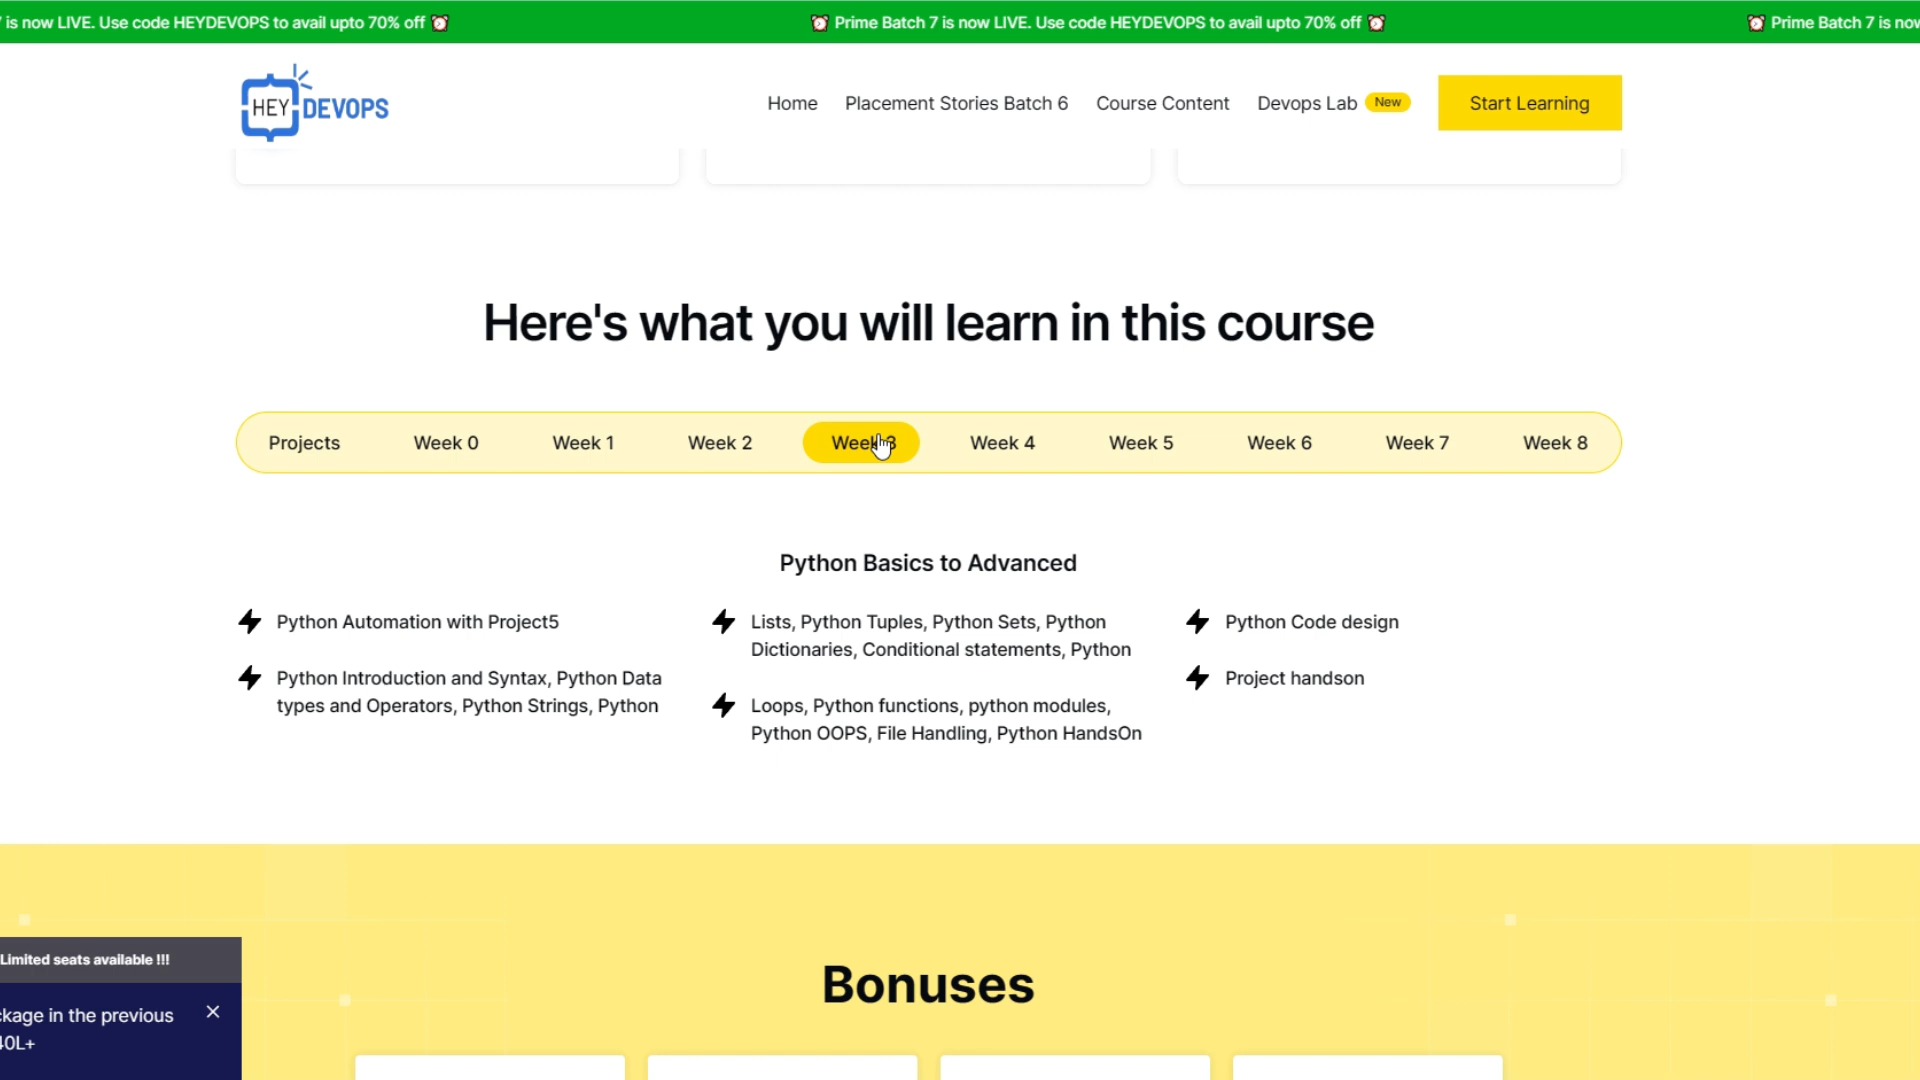 is now LIVE. Use code HEYDEVOPS to avail upto 70% off
Prime Batch 7 is now LIVE. Use code HEYDEVOPS to avail upto 70% off
Prime Batch 7 is now
HEY DEVOPS
Home
Placement Stories Batch 6
Course Content
Devops Lab
New
Start Learning
Here's what you will learn in this course
Projects
Week 0
Week 1
Week 2
Week 3
Week 4
Week 5
Week 6
Week 7
Week 8
Python Basics to Advanced
Python Automation with Project5
Python Introduction and Syntax, Python Data
types and Operators, Python Strings, Python
Lists, Python Tuples, Python Sets, Python
Dictionaries, Conditional statements, Python
Loops, Python functions, python modules,
Python OOPS, File Handling, Python HandsOn
Python Code design
Project handson
Limited seats available !!!
ckage in the previous
40L+
Bonuses